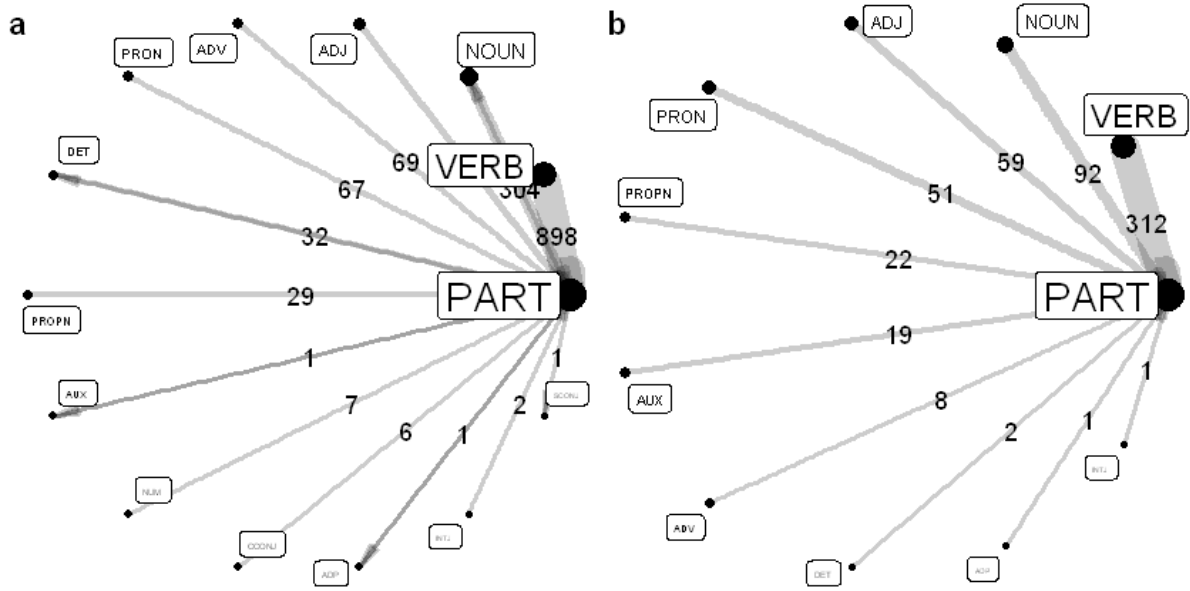 a
ADV
ADJ
PRON
NOUN
DET
69
VERB
67
304
32
898
PART
29
PROPN
1
1
AUX
SCONJ
7
2
6
1
NUM
CCONJ
INTJ
ADP
b
ADJ
NOUN
PRON
VERB
59
92
51
PROPN
312
22
PART
19
1
AUX
8
1
2
INTJ
ADV
DET
ADP